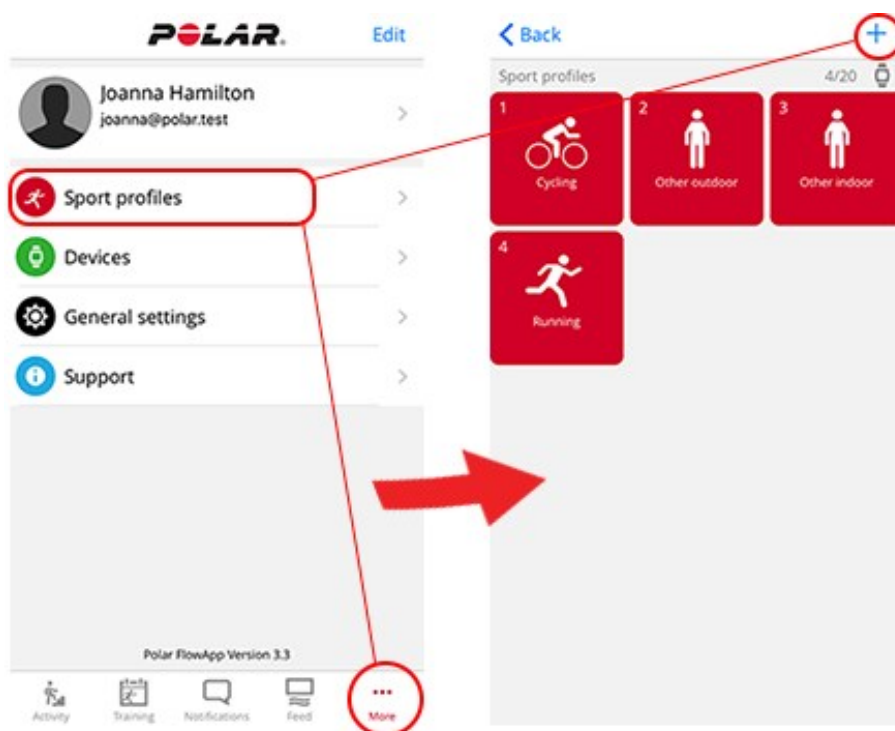 POLAR.
Edit
Joanna Hamilton
joanna@polar.test
Sport profiles
Devices
General settings
Support
Polar FlowApp Version 3.3
Activity
Training
Notifications
Feed
More
Back
+
Sport profiles
4/20
1
Cycling
2
Other outdoor
3
Other indoor
4
Running